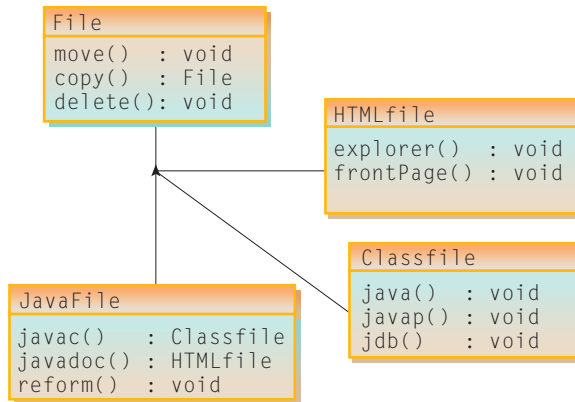 File
move() : void
copy() : File
delete(): void
HTMLfile
explorer() : void
frontPage() : void
Classfile
java() : void
javap() : void
jdb() : void
JavaFile
javac() : Classfile
javadoc() : HTMLfile
reform() : void